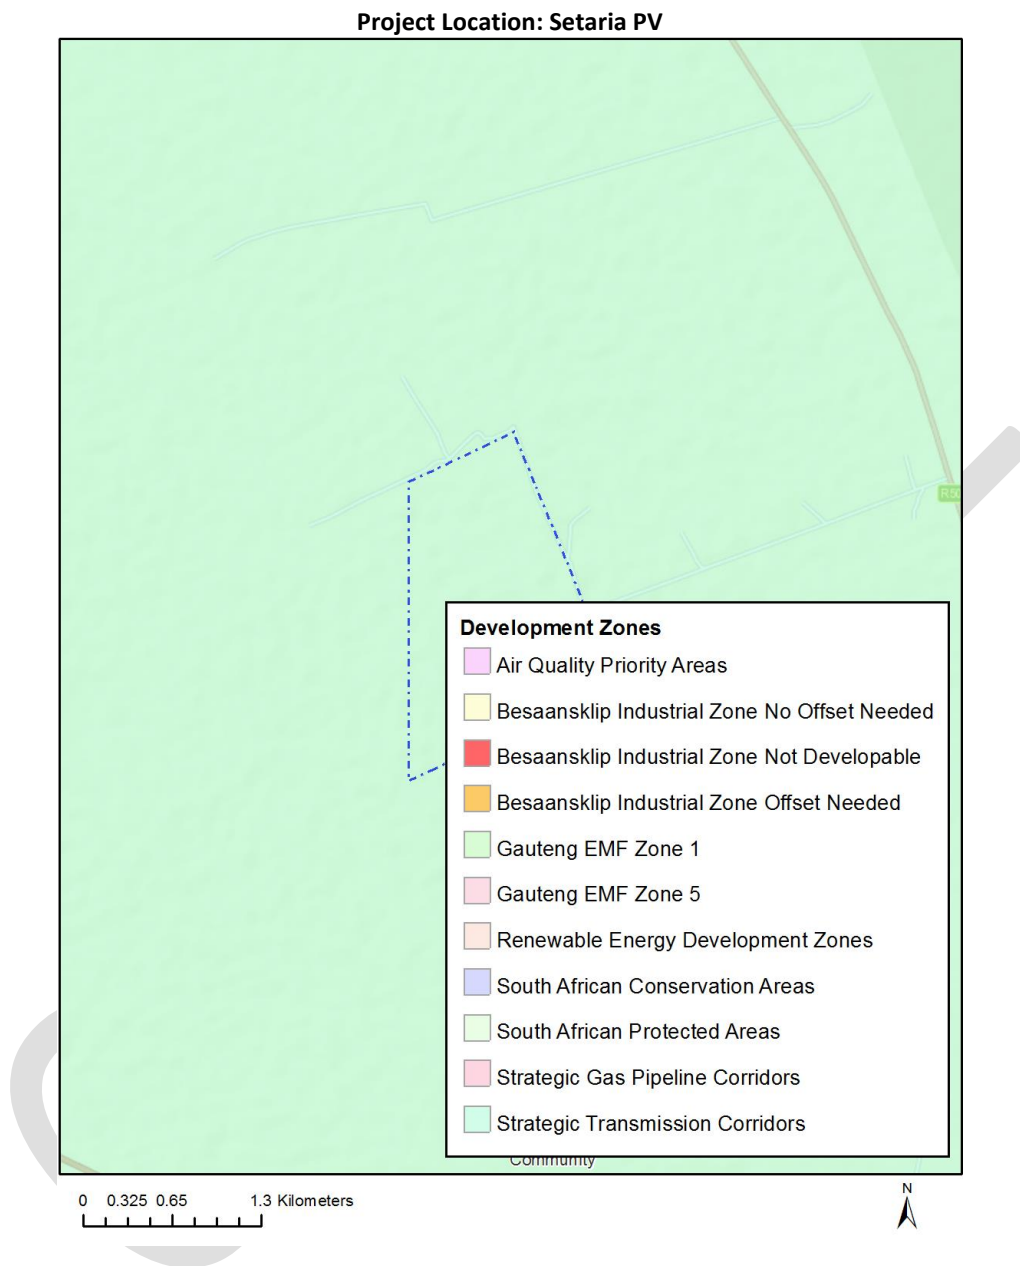 Project Location: Setaria PV
R50
Development Zones
Air Quality Priority Areas
Besaansklip Industrial Zone No Offset Needed
Besaansklip Industrial Zone Not Developable
Besaansklip Industrial Zone Offset Needed
Gauteng EMF Zone 1
Gauteng EMF Zone 5
Renewable Energy Development Zones
South African Conservation Areas
South African Protected Areas
Strategic Gas Pipeline Corridors
Strategic Transmission Corridors
Community
0 0.325 0.65 1.3 Kilometers
N